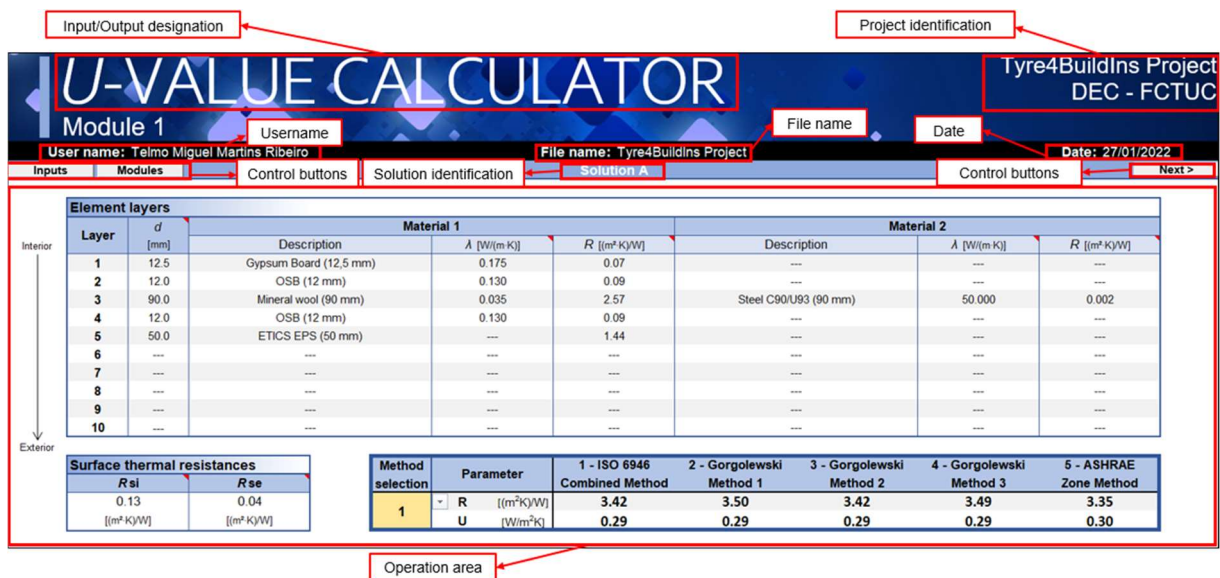 Input/Output designation
Project identification
U-VALUE CALCULATOR
Tyre4BuildIns Project
DEC - FCTUC
Module 1
Username
File name
Date
User name: Telmo Miguel Martins Ribeiro
File name: Tyre4BuildIns Project
Date: 27/01/2022
Inputs
Modules
Control buttons
Solution identification
Solution A
Control buttons
Next >
Element layers
Layer d Material 1 Material 2
Interior [mm] Description λ [W/(m·K)] R [(m²·K)/W] Description λ [W/(m·K)] R [(m²·K)/W]
1 12.5 Gypsum Board (12,5 mm) 0.175 0.07 --- --- ---
2 12.0 OSB (12 mm) 0.130 0.09 --- --- ---
3 90.0 Mineral wool (90 mm) 0.035 2.57 Steel C90/U93 (90 mm) 50.000 0.002
4 12.0 OSB (12 mm) 0.130 0.09 --- --- ---
5 50.0 ETICS EPS (50 mm) --- 1.44 --- --- ---
6 --- --- --- --- --- --- ---
7 --- --- --- --- --- --- ---
8 --- --- --- --- --- --- ---
9 --- --- --- --- --- --- ---
10 --- --- --- --- --- --- ---
Exterior
Surface thermal resistances
Rsi Rse
0.13 0.04
[(m²·K)/W] [(m²·K)/W]
Method Parameter 1 - ISO 6946 2 - Gorgolewski 3 - Gorgolewski 4 - Gorgolewski 5 - ASHRAE
selection Combined Method Method 1 Method 2 Method 3 Zone Method
1 R [(m²K)/W] 3.42 3.50 3.42 3.49 3.35
U [W/m²K] 0.29 0.29 0.29 0.29 0.30
Operation area